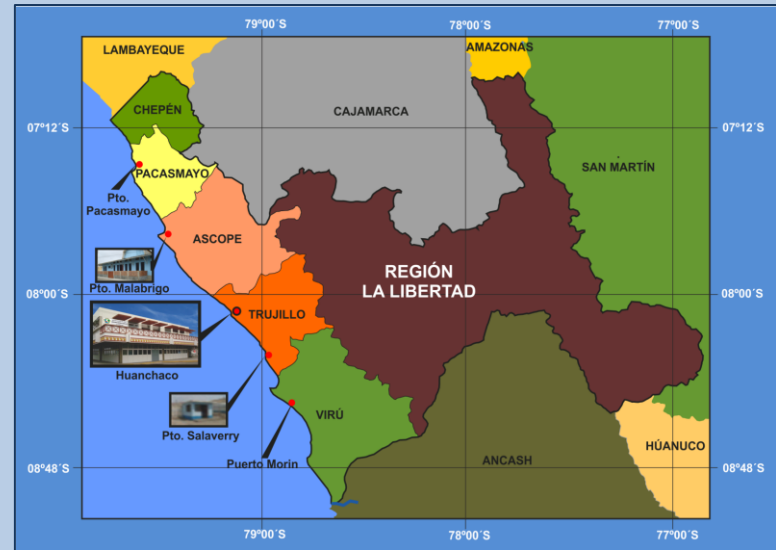 79°00´S
78°00´S
77°00´S
LAMBAYEQUE
AMAZONAS
CHEPÉN
CAJAMARCA
07°12´S
07°12´S
SAN MARTÍN
PACASMAYO
Pto.
Pacasmayo
ASCOPE
REGIÓN
LA LIBERTAD
Pto. Malabrigo
08°00´S
08°00´S
TRUJILLO
Huanchaco
VIRÚ
Pto. Salaverry
HÚANUCO
Puerto Morin
ANCASH
08°48´S
08°48´S
79°00´S
78°00´S
77°00´S